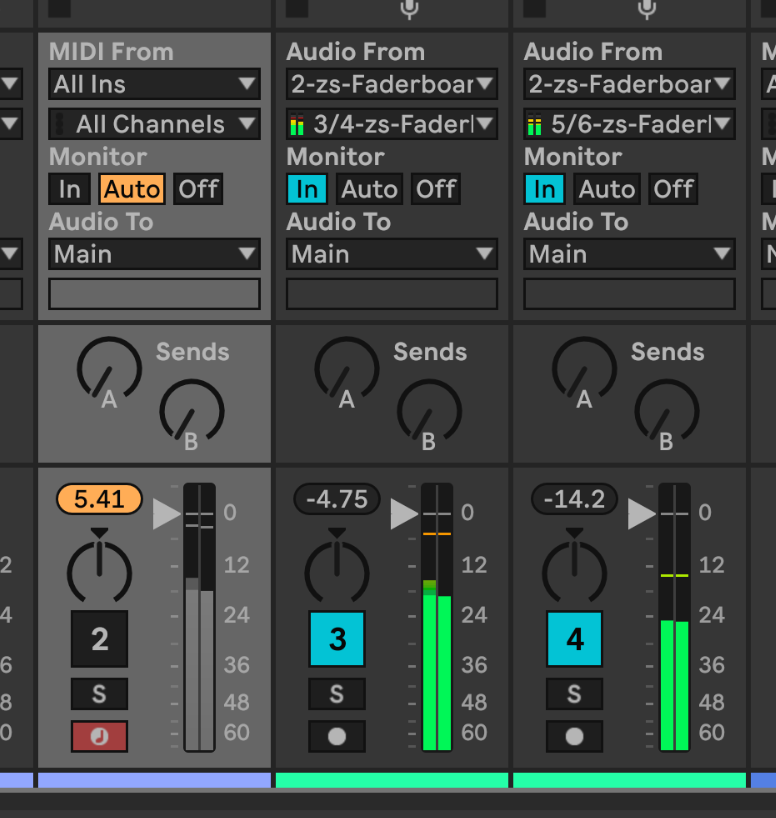 MIDI From
All Ins
All Channels
Monitor
In Auto Off
Audio To
Main
Sends
A
B
5.41
0
12
24
36
48
60
2
S
Audio From
2-zs-Faderboar
3/4-zs-Faderl
Monitor
In Auto Off
Audio To
Main
Sends
A
B
-4.75
0
12
24
36
48
60
3
S
Audio From
2-zs-Faderboar
5/6-zs-Faderl
Monitor
In Auto Off
Audio To
Main
Sends
A
B
-14.2
0
12
24
36
48
60
4
S